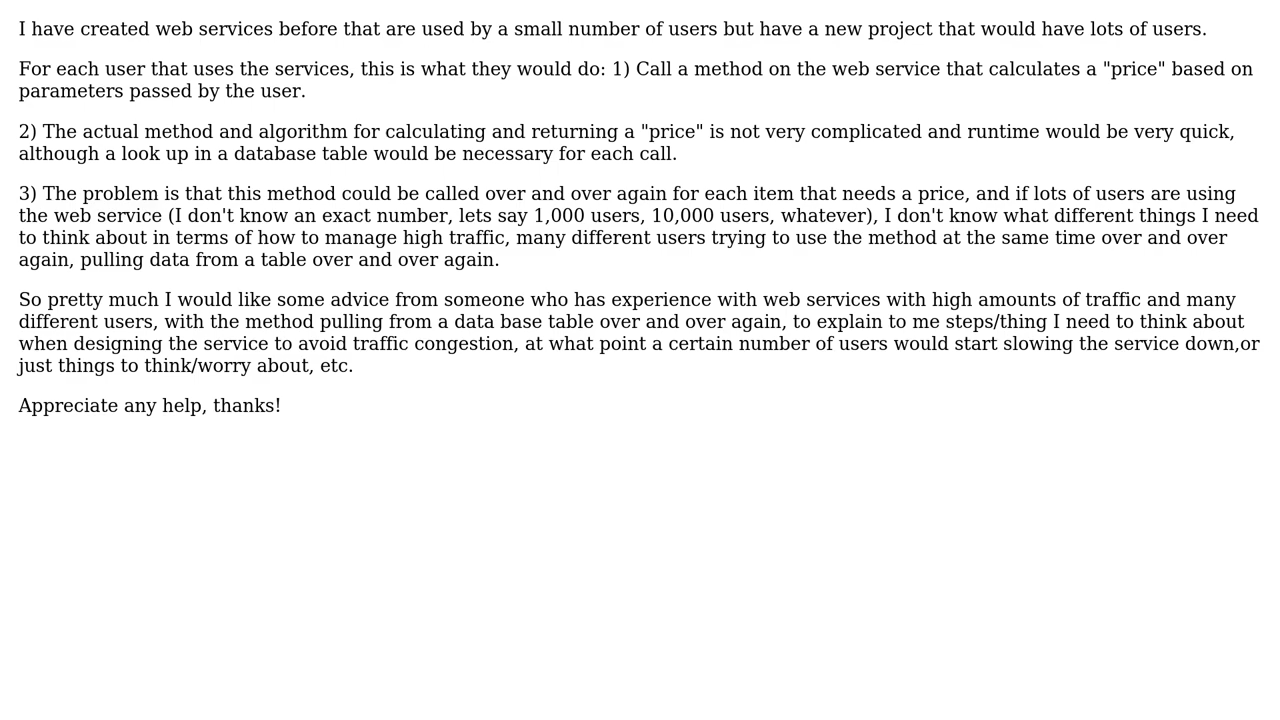 I have created web services before that are used by a small number of users but have a new project that would have lots of users.
For each user that uses the services, this is what they would do: 1) Call a method on the web service that calculates a "price" based on
parameters passed by the user.
2) The actual method and algorithm for calculating and returning a "price" is not very complicated and runtime would be very quick,
although a look up in a database table would be necessary for each call.
3) The problem is that this method could be called over and over again for each item that needs a price, and if lots of users are using
the web service (I don't know an exact number, lets say 1,000 users, 10,000 users, whatever), I don't know what different things I need
to think about in terms of how to manage high traffic, many different users trying to use the method at the same time over and over
again, pulling data from a table over and over again.
So pretty much I would like some advice from someone who has experience with web services with high amounts of traffic and many
different users, with the method pulling from a data base table over and over again, to explain to me steps/thing I need to think about
when designing the service to avoid traffic congestion, at what point a certain number of users would start slowing the service down,or
just things to think/worry about, etc.
Appreciate any help, thanks!